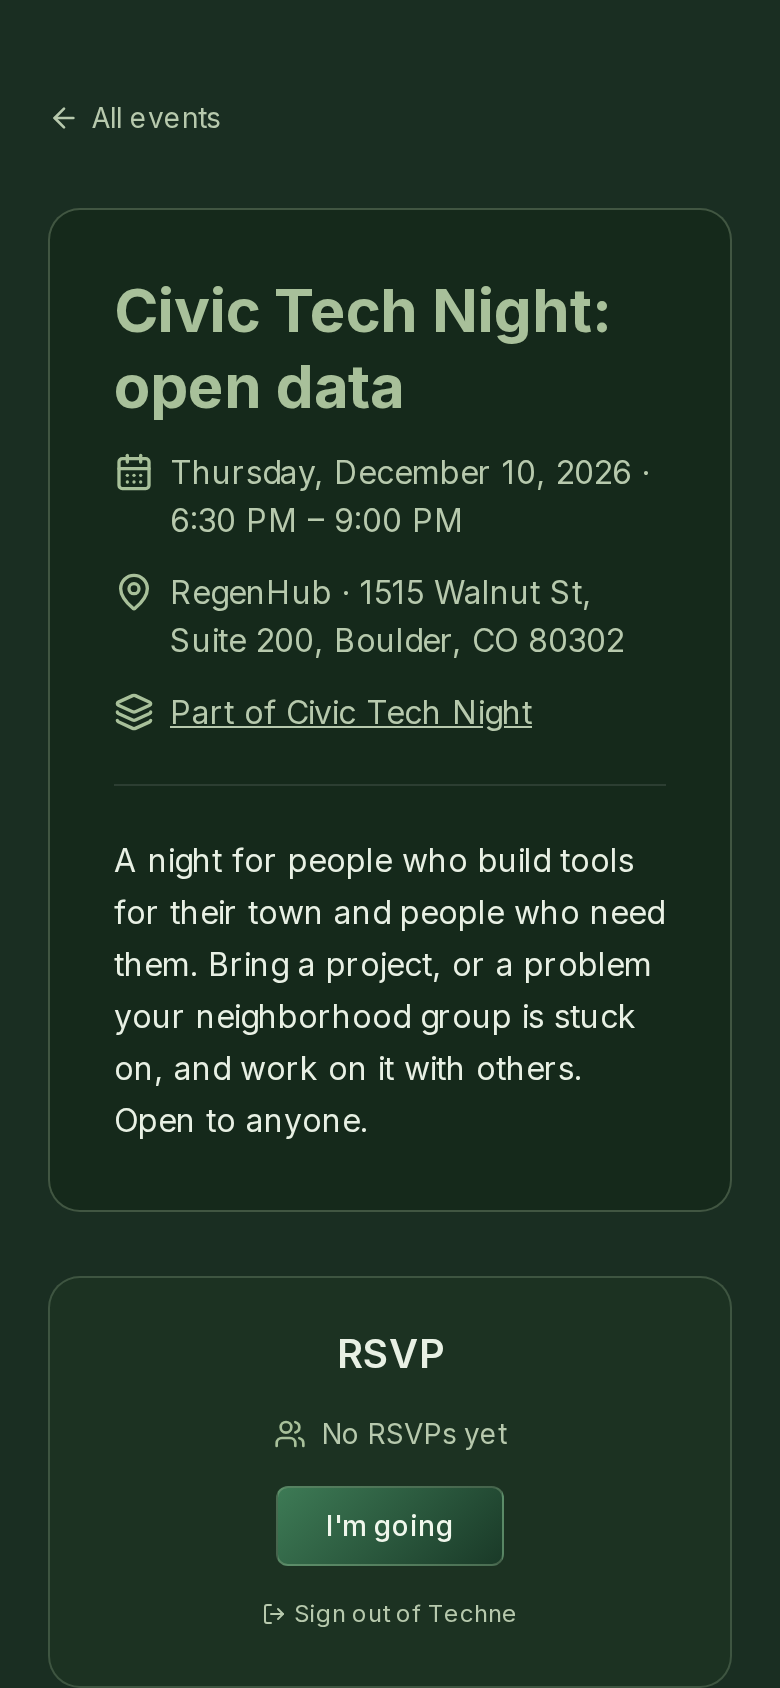 All events
Civic Tech Night:
open data
Thursday, December 10, 2026 ·
6:30 PM – 9:00 PM
RegenHub · 1515 Walnut St,
Suite 200, Boulder, CO 80302
Part of Civic Tech Night
A night for people who build tools
for their town and people who need
them. Bring a project, or a problem
your neighborhood group is stuck
on, and work on it with others.
Open to anyone.
RSVP
No RSVPs yet
I'm going
Sign out of Techne